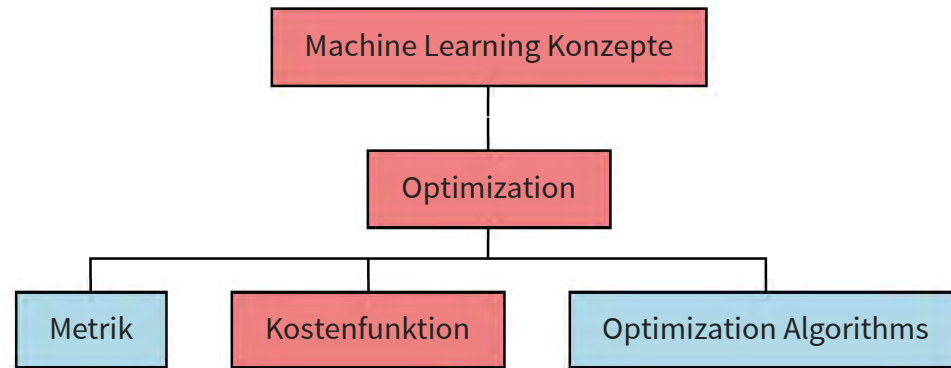 Machine Learning Konzepte
Optimization
Metrik
Kostenfunktion
Optimization Algorithms